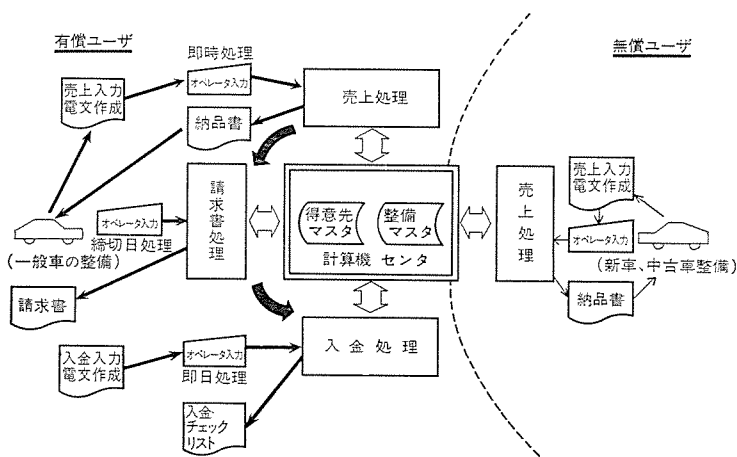 有償ユーザ
無償ユーザ
即時処理
売上入力
電文作成
オペレータ入力
売上処理
納品書
請求書処理
得意先
マスタ
整備
マスタ
計算機 センタ
オペレータ入力
締切日処理
(一般車の整備)
請求書
売上処理
売上入力
電文作成
オペレータ入力
(新車、中古車整備)
納品書
入金入力
電文作成
オペレータ入力
即日処理
入金処理
入金・
チェック
リスト